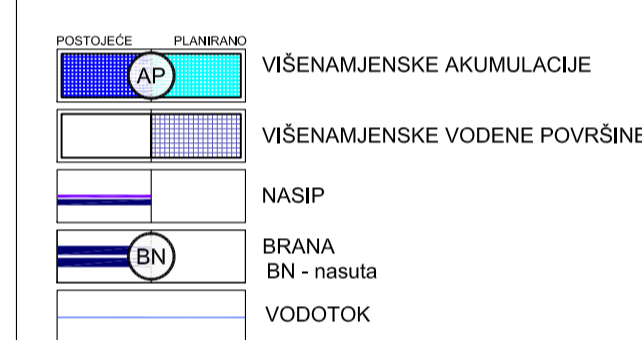 POSTOJEĆE PLANIRANO
AP VIŠENAMJENSKE AKUMULACIJE
VIŠENAMJENSKE VODENE POVRŠINE
NASIP
BN BRANA
BN - nasuta
VODOTOK